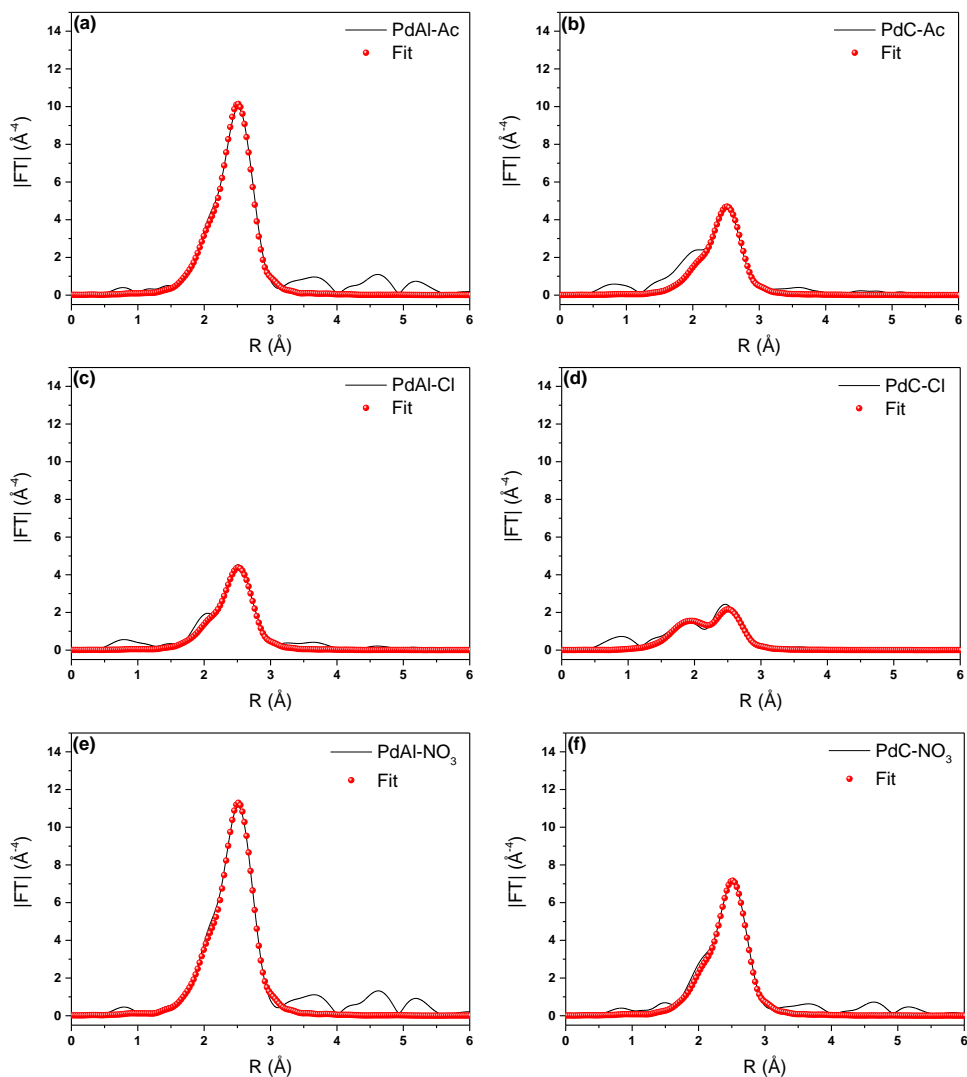 (a)
PdAl-Ac
Fit
14
12
10
8
6
4
2
0
|FT| (Å-4)
0 1 2 3 4 5 6
R (Å)
(b)
PdC-Ac
Fit
14
12
10
8
6
4
2
0
|FT| (Å-4)
0 1 2 3 4 5 6
R (Å)
(c)
PdAl-Cl
Fit
14
12
10
8
6
4
2
0
|FT| (Å-4)
0 1 2 3 4 5 6
R (Å)
(d)
PdC-Cl
Fit
14
12
10
8
6
4
2
0
|FT| (Å-4)
0 1 2 3 4 5 6
R (Å)
(e)
PdAl-NO3
Fit
14
12
10
8
6
4
2
0
|FT| (Å-4)
0 1 2 3 4 5 6
R (Å)
(f)
PdC-NO3
Fit
14
12
10
8
6
4
2
0
|FT| (Å-4)
0 1 2 3 4 5 6
R (Å)